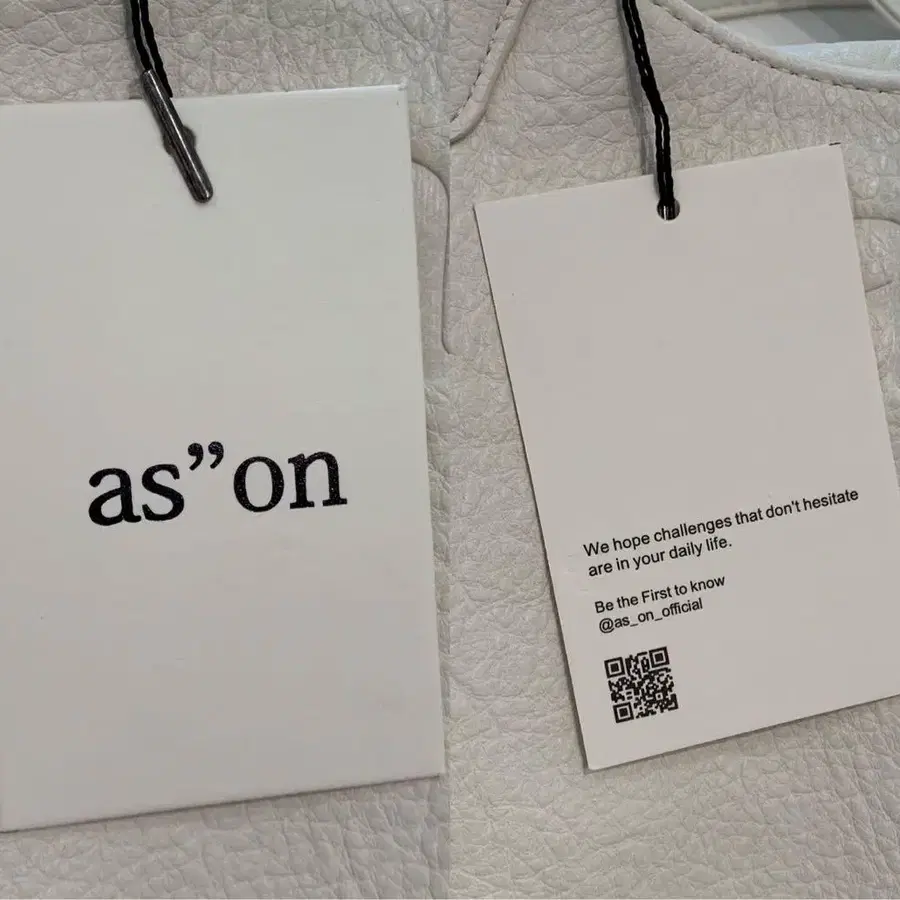 as”on
We hope challenges that don't hesitate
are in your daily life.
Be the First to know
@as_on_official